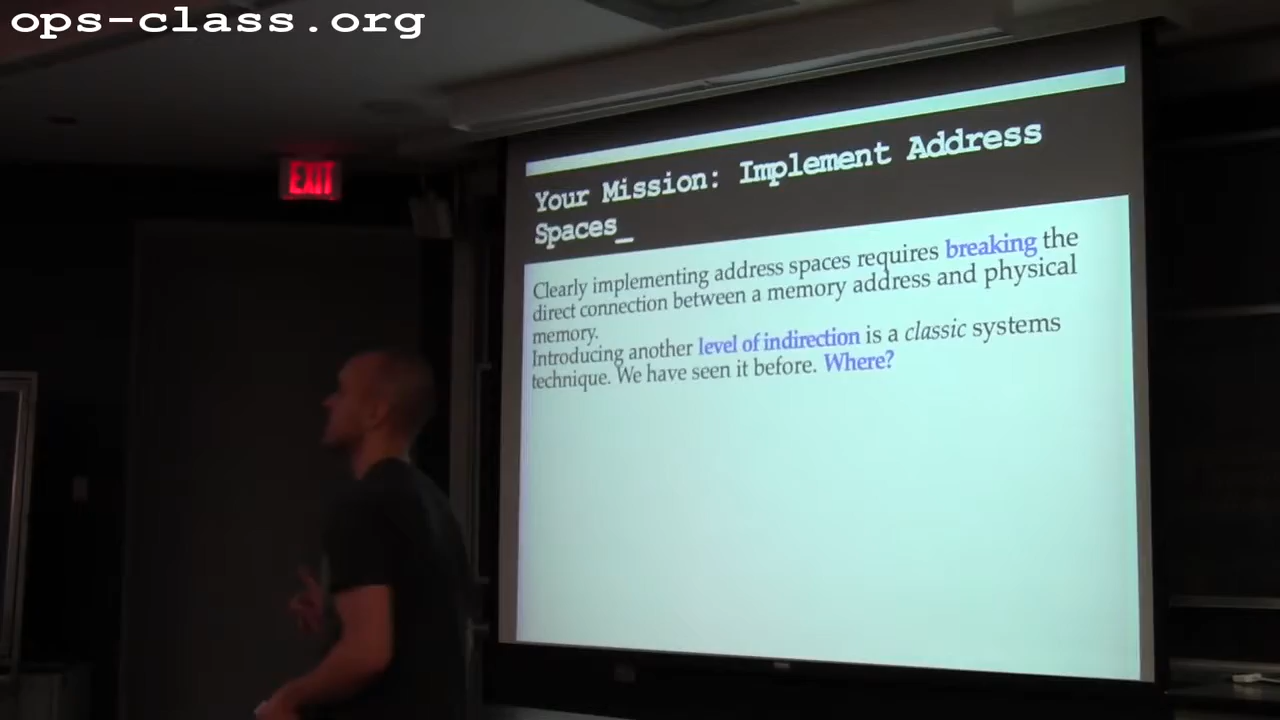 ops-class.org
EXIT
Your Mission: Implement Address
Spaces_
Clearly implementing address spaces requires breaking the
direct connection between a memory address and physical
memory.
Introducing another level of indirection is a classic systems
technique. We have seen it before. Where?